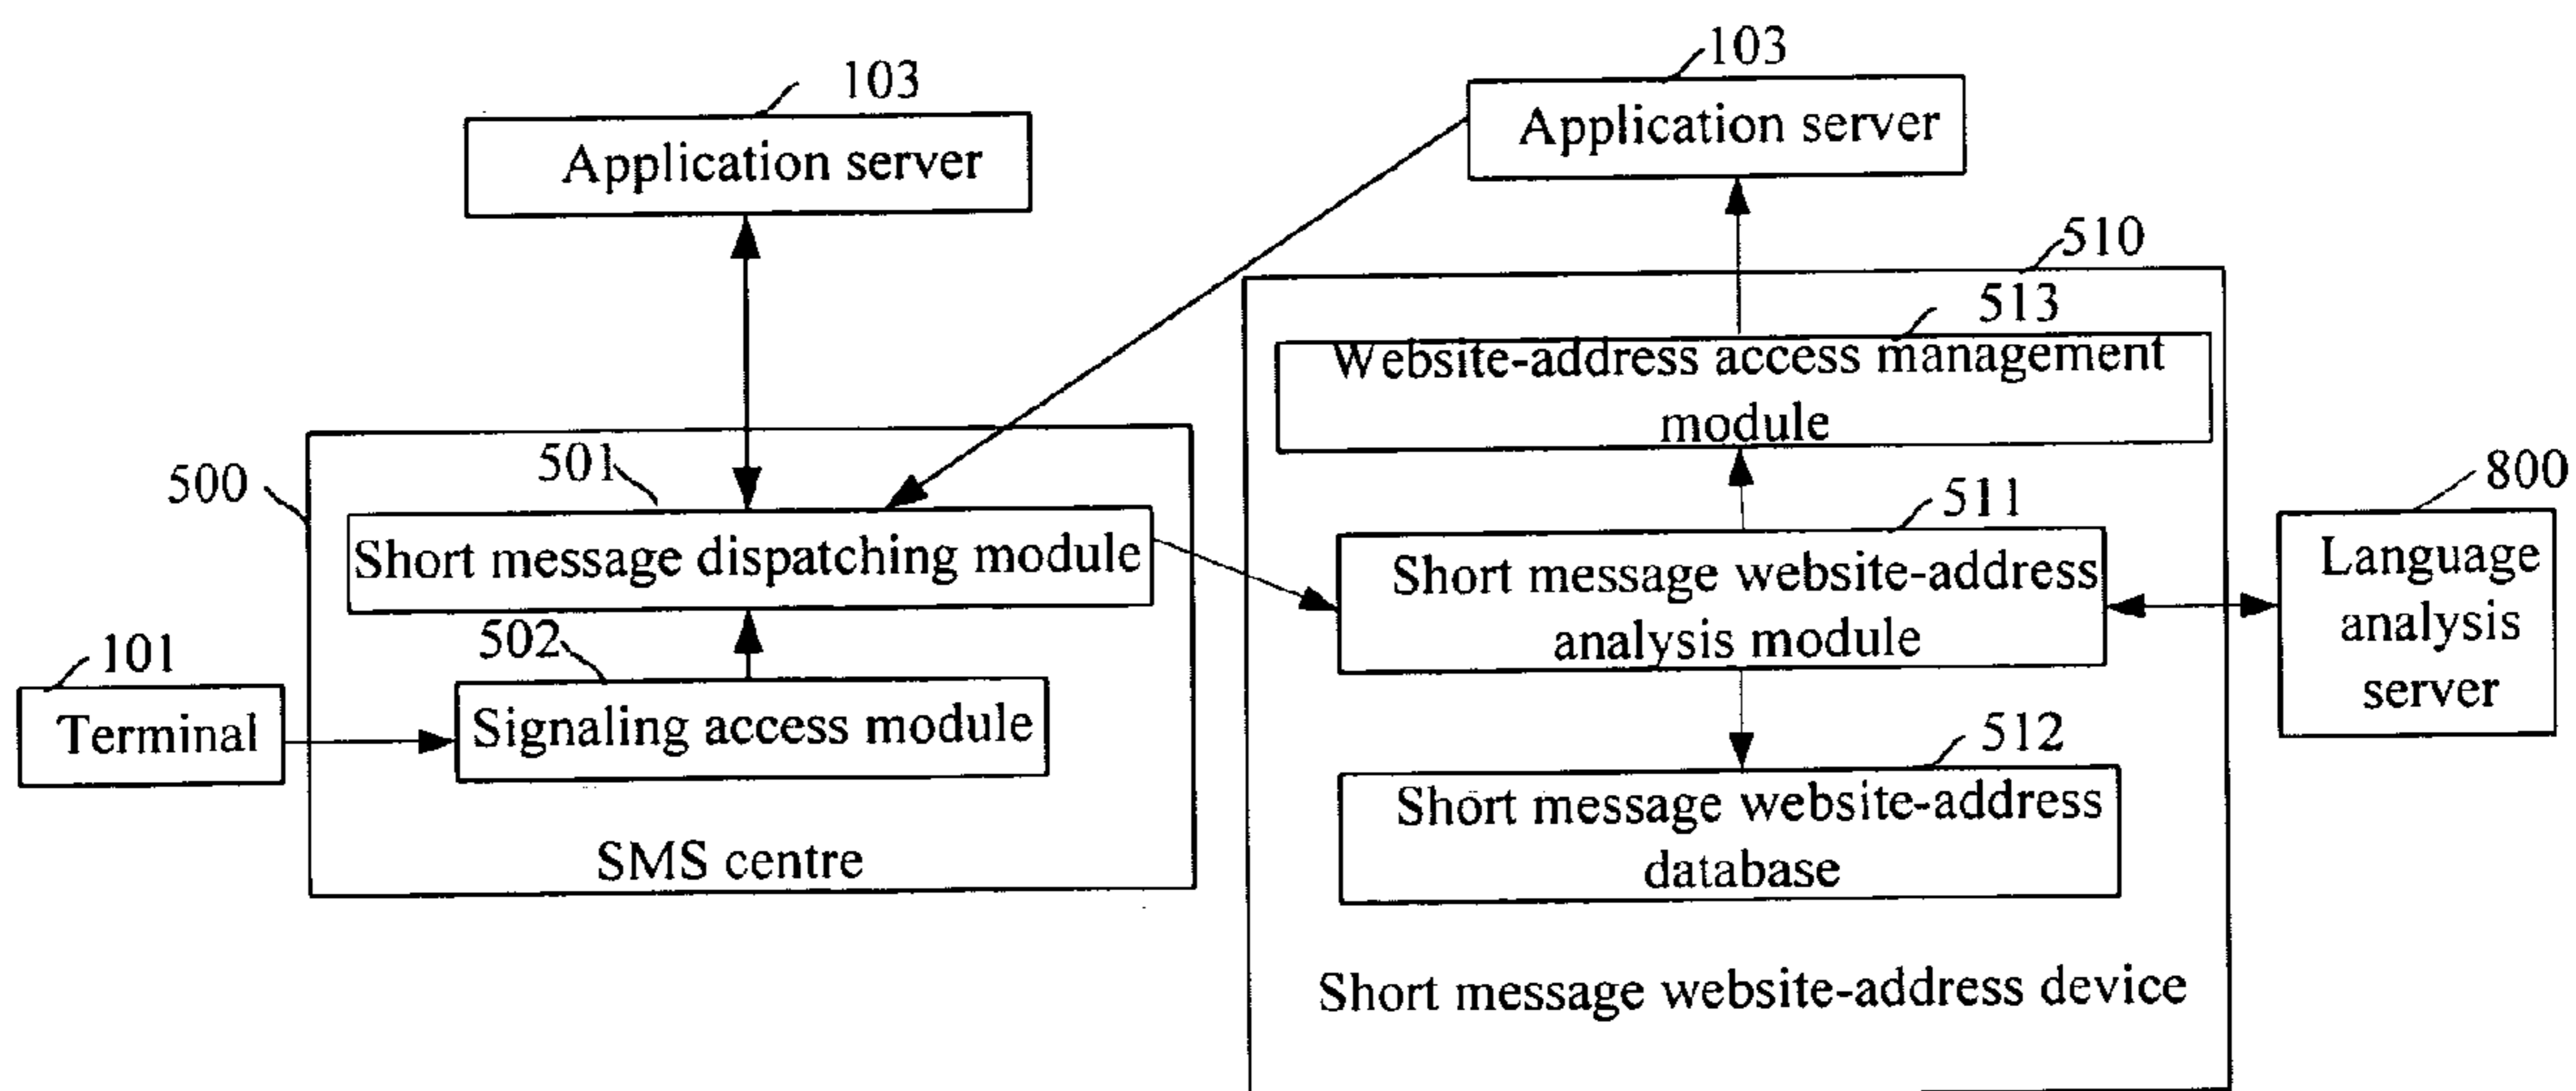 103
Application server
103
Application server
510
513
Website-address access management
module
500
501
Short message dispatching module
511
Short message website-address
analysis module
800
Language
analysis
server
101
Terminal
502
Signaling access module
512
Short message website-address
database
SMS centre
Short message website-address device